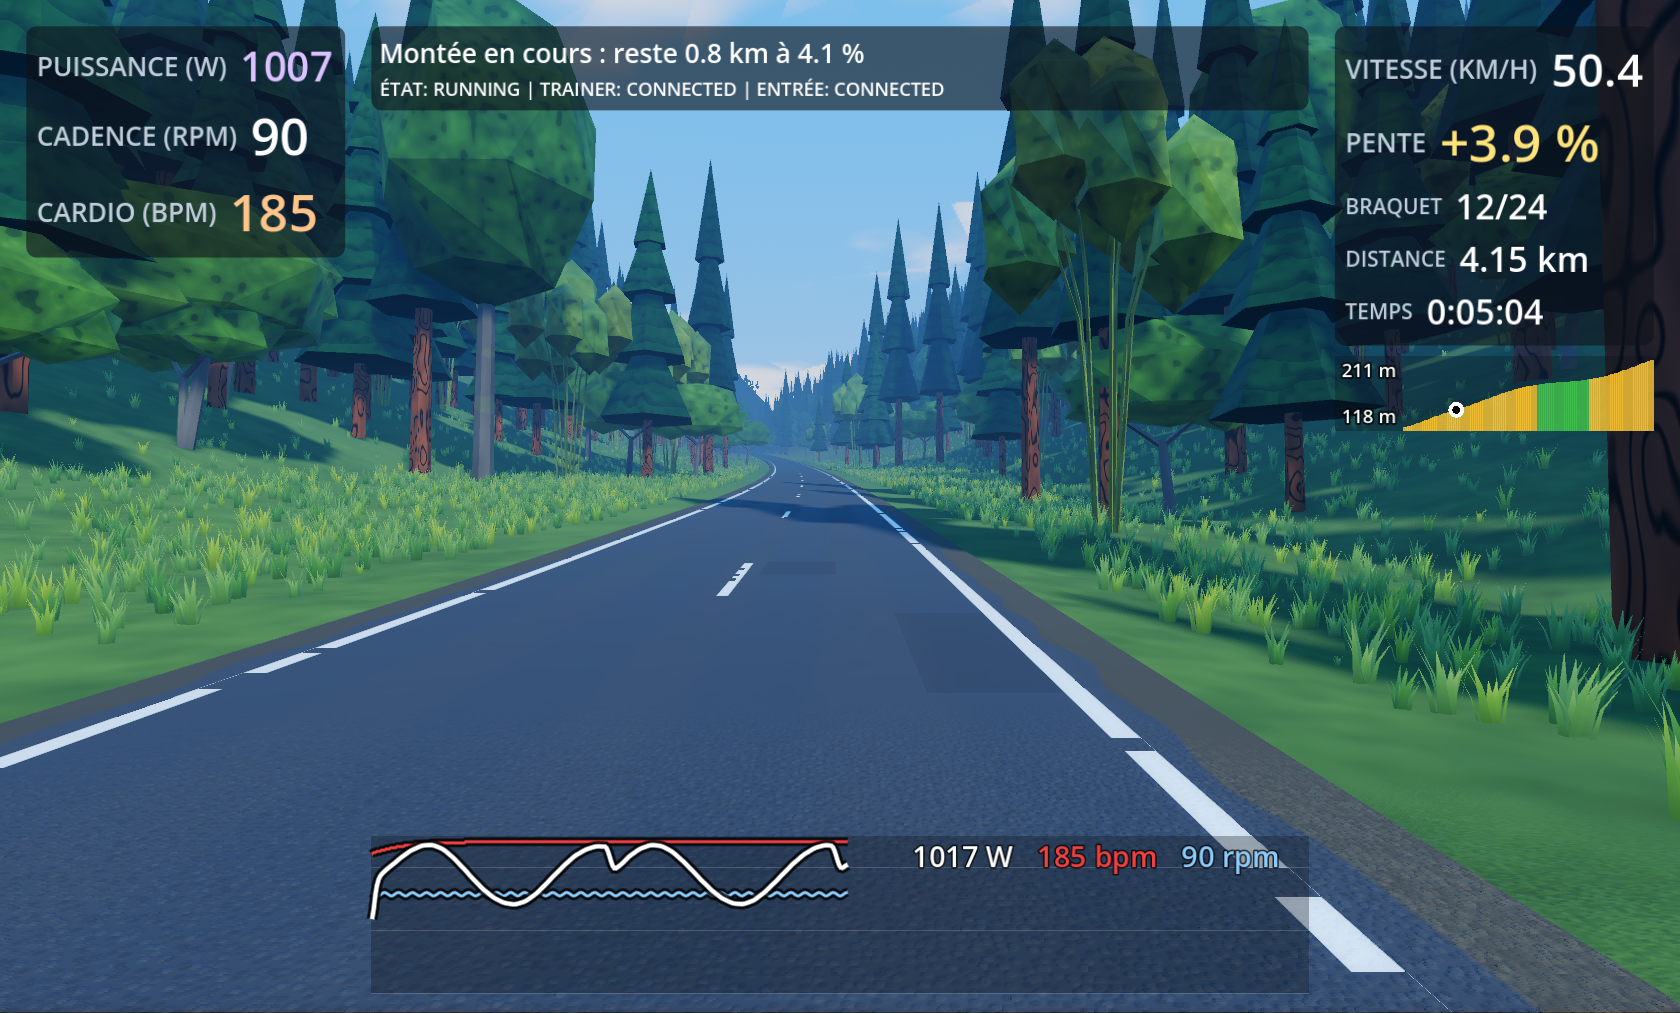 PUISSANCE (W) 1007
CADENCE (RPM) 90
CARDIO (BPM) 185
Montée en cours : reste 0.8 km à 4.1 %
ÉTAT: RUNNING | TRAINER: CONNECTED | ENTRÉE: CONNECTED
VITESSE (KM/H) 50.4
PENTE +3.9 %
BRAQUET 12/24
DISTANCE 4.15 km
TEMPS 0:05:04
211 m
118 m
1017 W 185 bpm 90 rpm